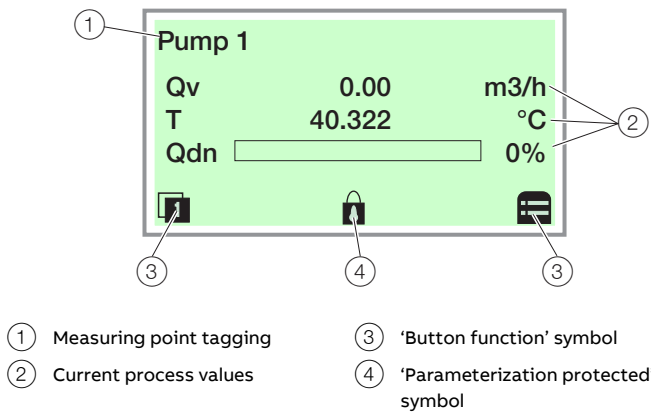 1
Pump 1
Qv 0.00 m3/h
T 40.322 °C
2
Qdn 0%
1
3 4 3
1 Measuring point tagging 3 ‘Button function’ symbol
2 Current process values 4 ‘Parameterization protected
symbol